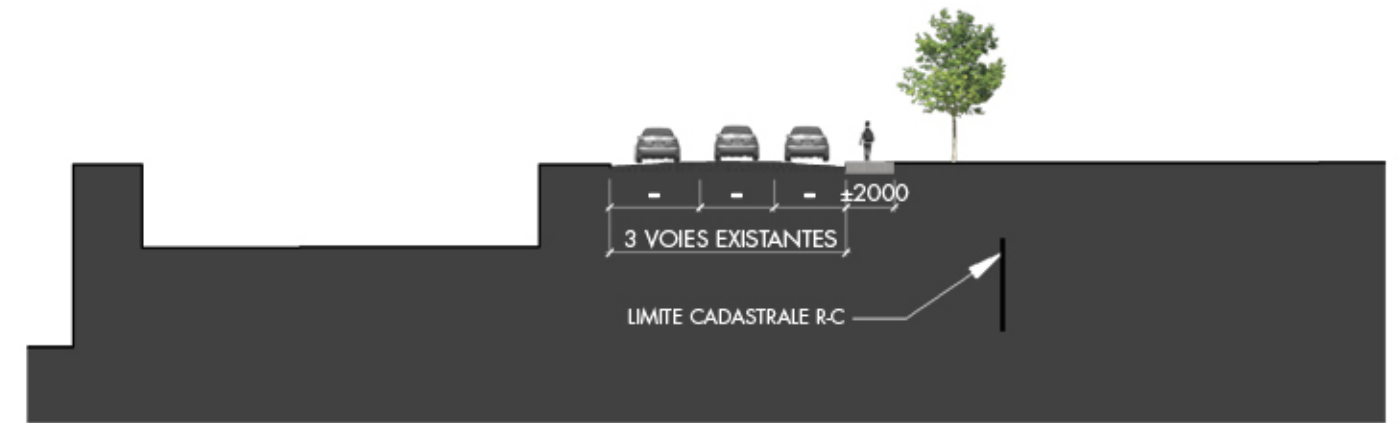 - - - ±2000
3 VOIES EXISTANTES
LIMITE CADASTRALE R-C